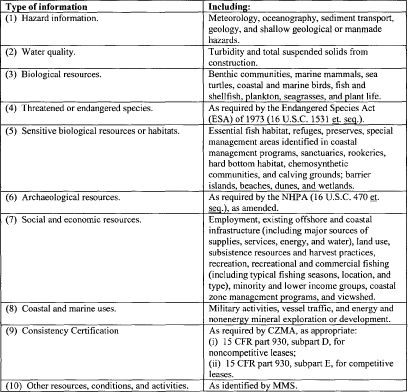 Type of information
Including:
(1) Hazard information.
Meteorology, oceanography, sediment transport,
geology, and shallow geological or manmade
hazards.
(2) Water quality.
Turbidity and total suspended solids from
construction.
(3) Biological resources.
Benthic communities, marine mammals, sea
turtles, coastal and marine birds, fish and
shellfish, plankton, seagrasses, and plant life.
(4) Threatened or endangered species.
As required by the Endangered Species Act
(ESA) of 1973 (16 U.S.C. 1531 et. seq.).
(5) Sensitive biological resources or habitats.
Essential fish habitat, refuges, preserves, special
management areas identified in coastal
management programs, sanctuaries, rookeries,
hard bottom habitat, chemosynthetic
communities, and calving grounds; barrier
islands, beaches, dunes, and wetlands.
(6) Archaeological resources.
As required by the NHPA (16 U.S.C. 470 et.
seq.), as amended.
(7) Social and economic resources.
Employment, existing offshore and coastal
infrastructure (including major sources of
supplies, services, energy, and water), land use,
subsistence resources and harvest practices,
recreation, recreational and commercial fishing
(including typical fishing seasons, location, and
type), minority and lower income groups, coastal
zone management programs, and viewshed.
(8) Coastal and marine uses.
Military activities, vessel traffic, and energy and
nonenergy mineral exploration or development.
(9) Consistency Certification
As required by CZMA, as appropriate:
(i) 15 CFR part 930, subpart D, for
noncompetitive leases;
(ii) 15 CFR part 930, subpart E, for competitive
leases.
(10) Other resources, conditions, and activities.
As identified by MMS.